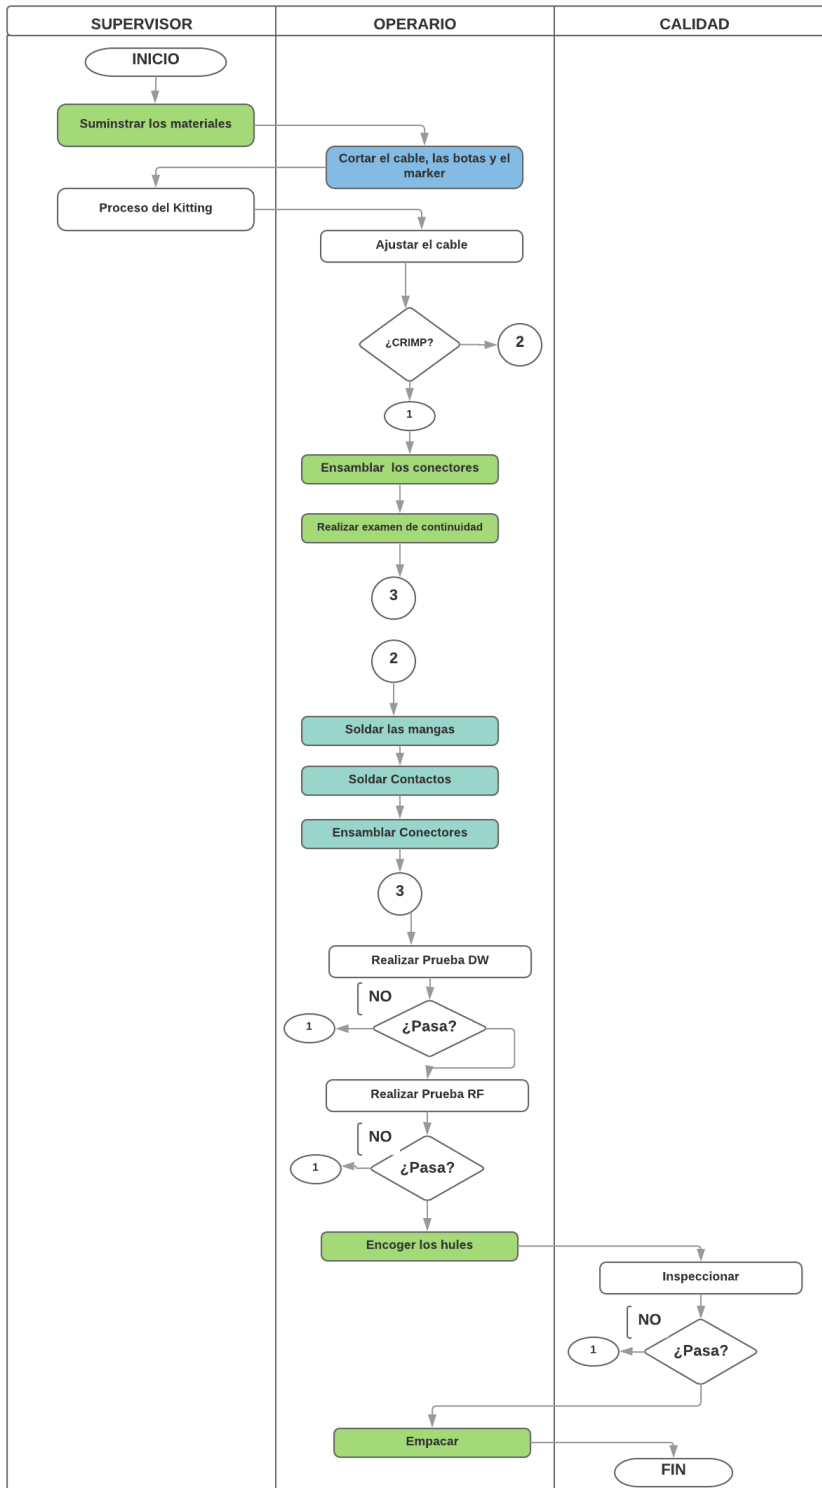 SUPERVISOR
OPERARIO
CALIDAD
INICIO
Suminstrar los materiales
Cortar el cable, las botas y el
marker
Proceso del Kitting
Ajustar el cable
¿CRIMP?
2
1
Ensamblar los conectores
Realizar examen de continuidad
3
2
Soldar las mangas
Soldar Contactos
Ensamblar Conectores
3
Realizar Prueba DW
NO
¿Pasa?
1
Realizar Prueba RF
NO
¿Pasa?
1
Encoger los hules
Inspeccionar
NO
¿Pasa?
1
Empacar
FIN